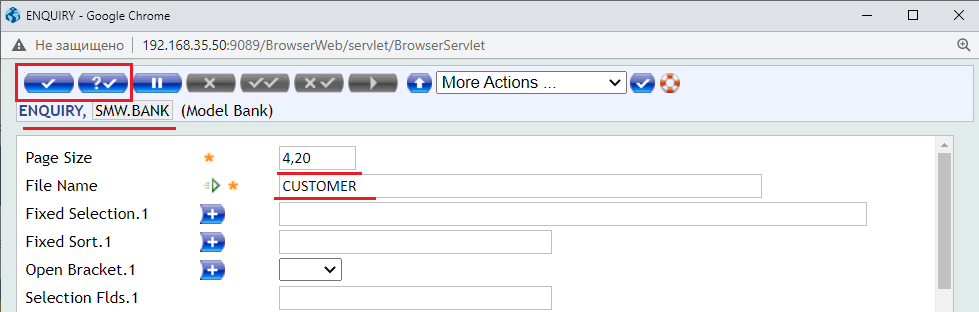 ENQUIRY - Google Chrome
Не защищено 192.168.35.50:9089/BrowserWeb/servlet/BrowserServlet
? More Actions ...
ENQUIRY, SMW.BANK (Model Bank)
Page Size * 4,20
File Name * CUSTOMER
Fixed Selection.1
Fixed Sort.1
Open Bracket.1
Selection Flds.1